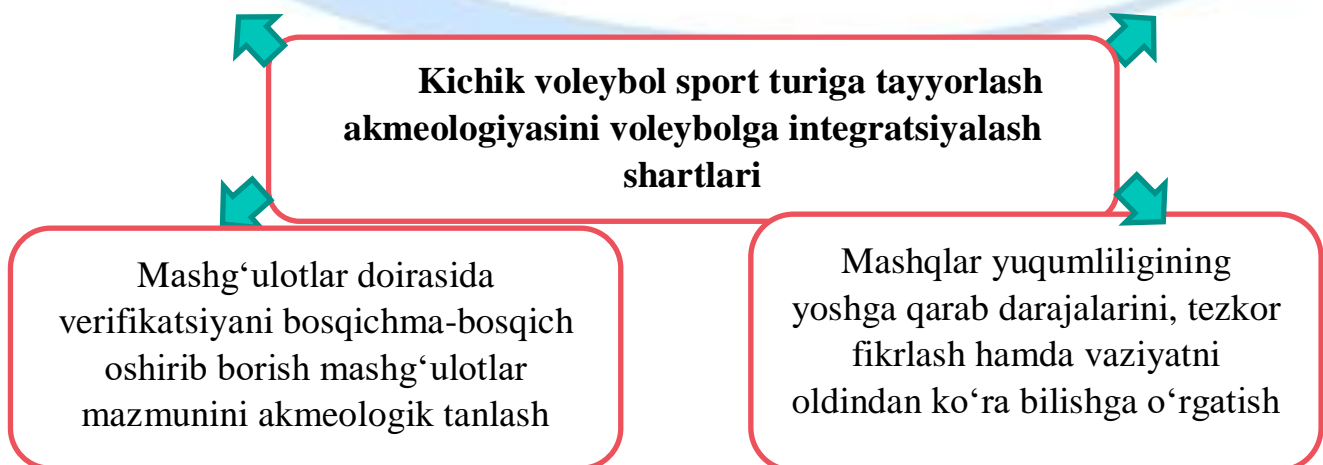 Kichik voleybol sport turiga tayyorlash
akmeologiyasini voleybolga integratsiyalash
shartlari
Mashg‘ulotlar doirasida
verifikatsiyani bosqichma-bosqich
oshirib borish mashg‘ulotlar
mazmunini akmeologik tanlash
Mashqlar yuqumliligining
yoshga qarab darajalarini, tezkor
fikrlash hamda vaziyatni
oldindan ko‘ra bilishga o‘rgatish